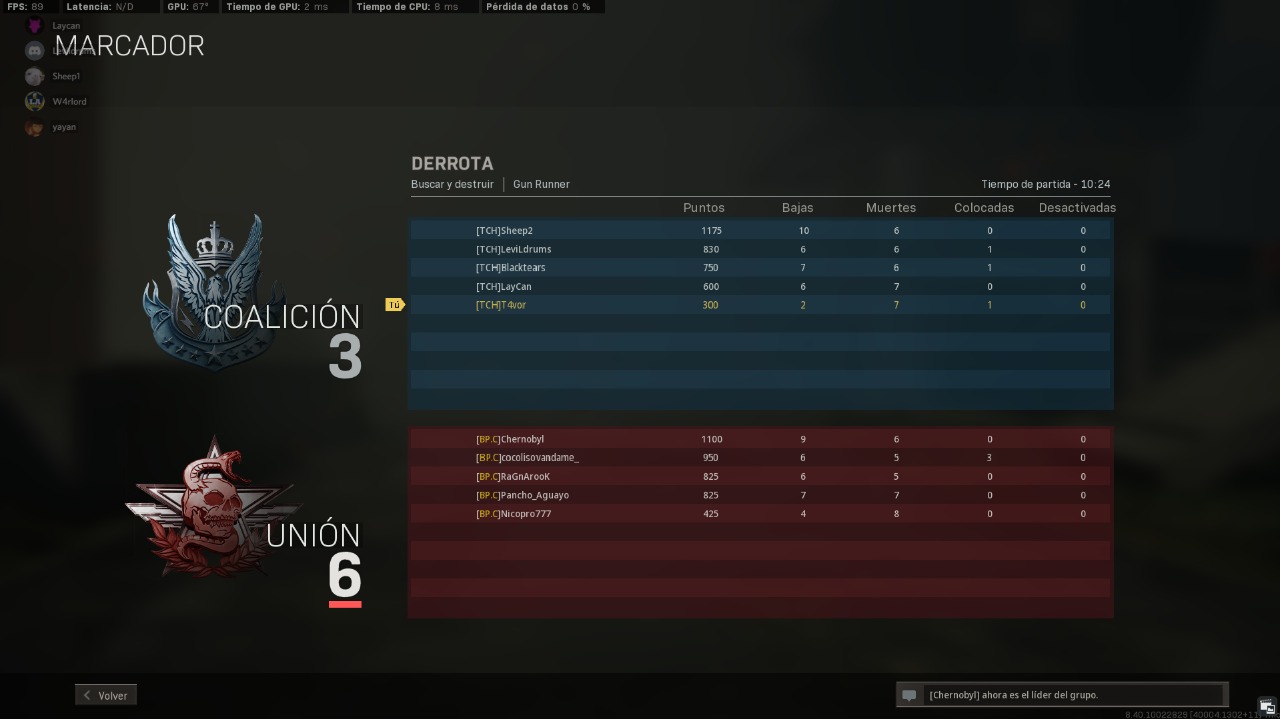 FPS: 89 Latencia: N/D GPU: 67° Tiempo de GPU: 2 ms Tiempo de CPU: 8 ms Pérdida de datos 0 %
Laycan
MARCADOR
Sheep1
W4rlord
yayan
DERROTA
Buscar y destruir | Gun Runner Tiempo de partida - 10:24
Puntos Bajas Muertes Colocadas Desactivadas
[TCH]Sheep2 1175 10 6 0 0
[TCH]LeviLdrums 830 6 6 1 0
[TCH]Blacktears 750 7 6 1 0
[TCH]LayCan 600 6 7 0 0
Tú [TCH]T4vor 300 2 7 1 0
COALICIÓN
3
[BP.C]Chernobyl 1100 9 6 0 0
[BP.C]cocolisovandame_ 950 6 5 3 0
[BP.C]RaGnArooK 825 6 5 0 0
[BP.C]Pancho_Aguayo 825 7 7 0 0
[BP.C]Nicopro777 425 4 8 0 0
UNIÓN
6
Volver
[Chernobyl] ahora es el líder del grupo.